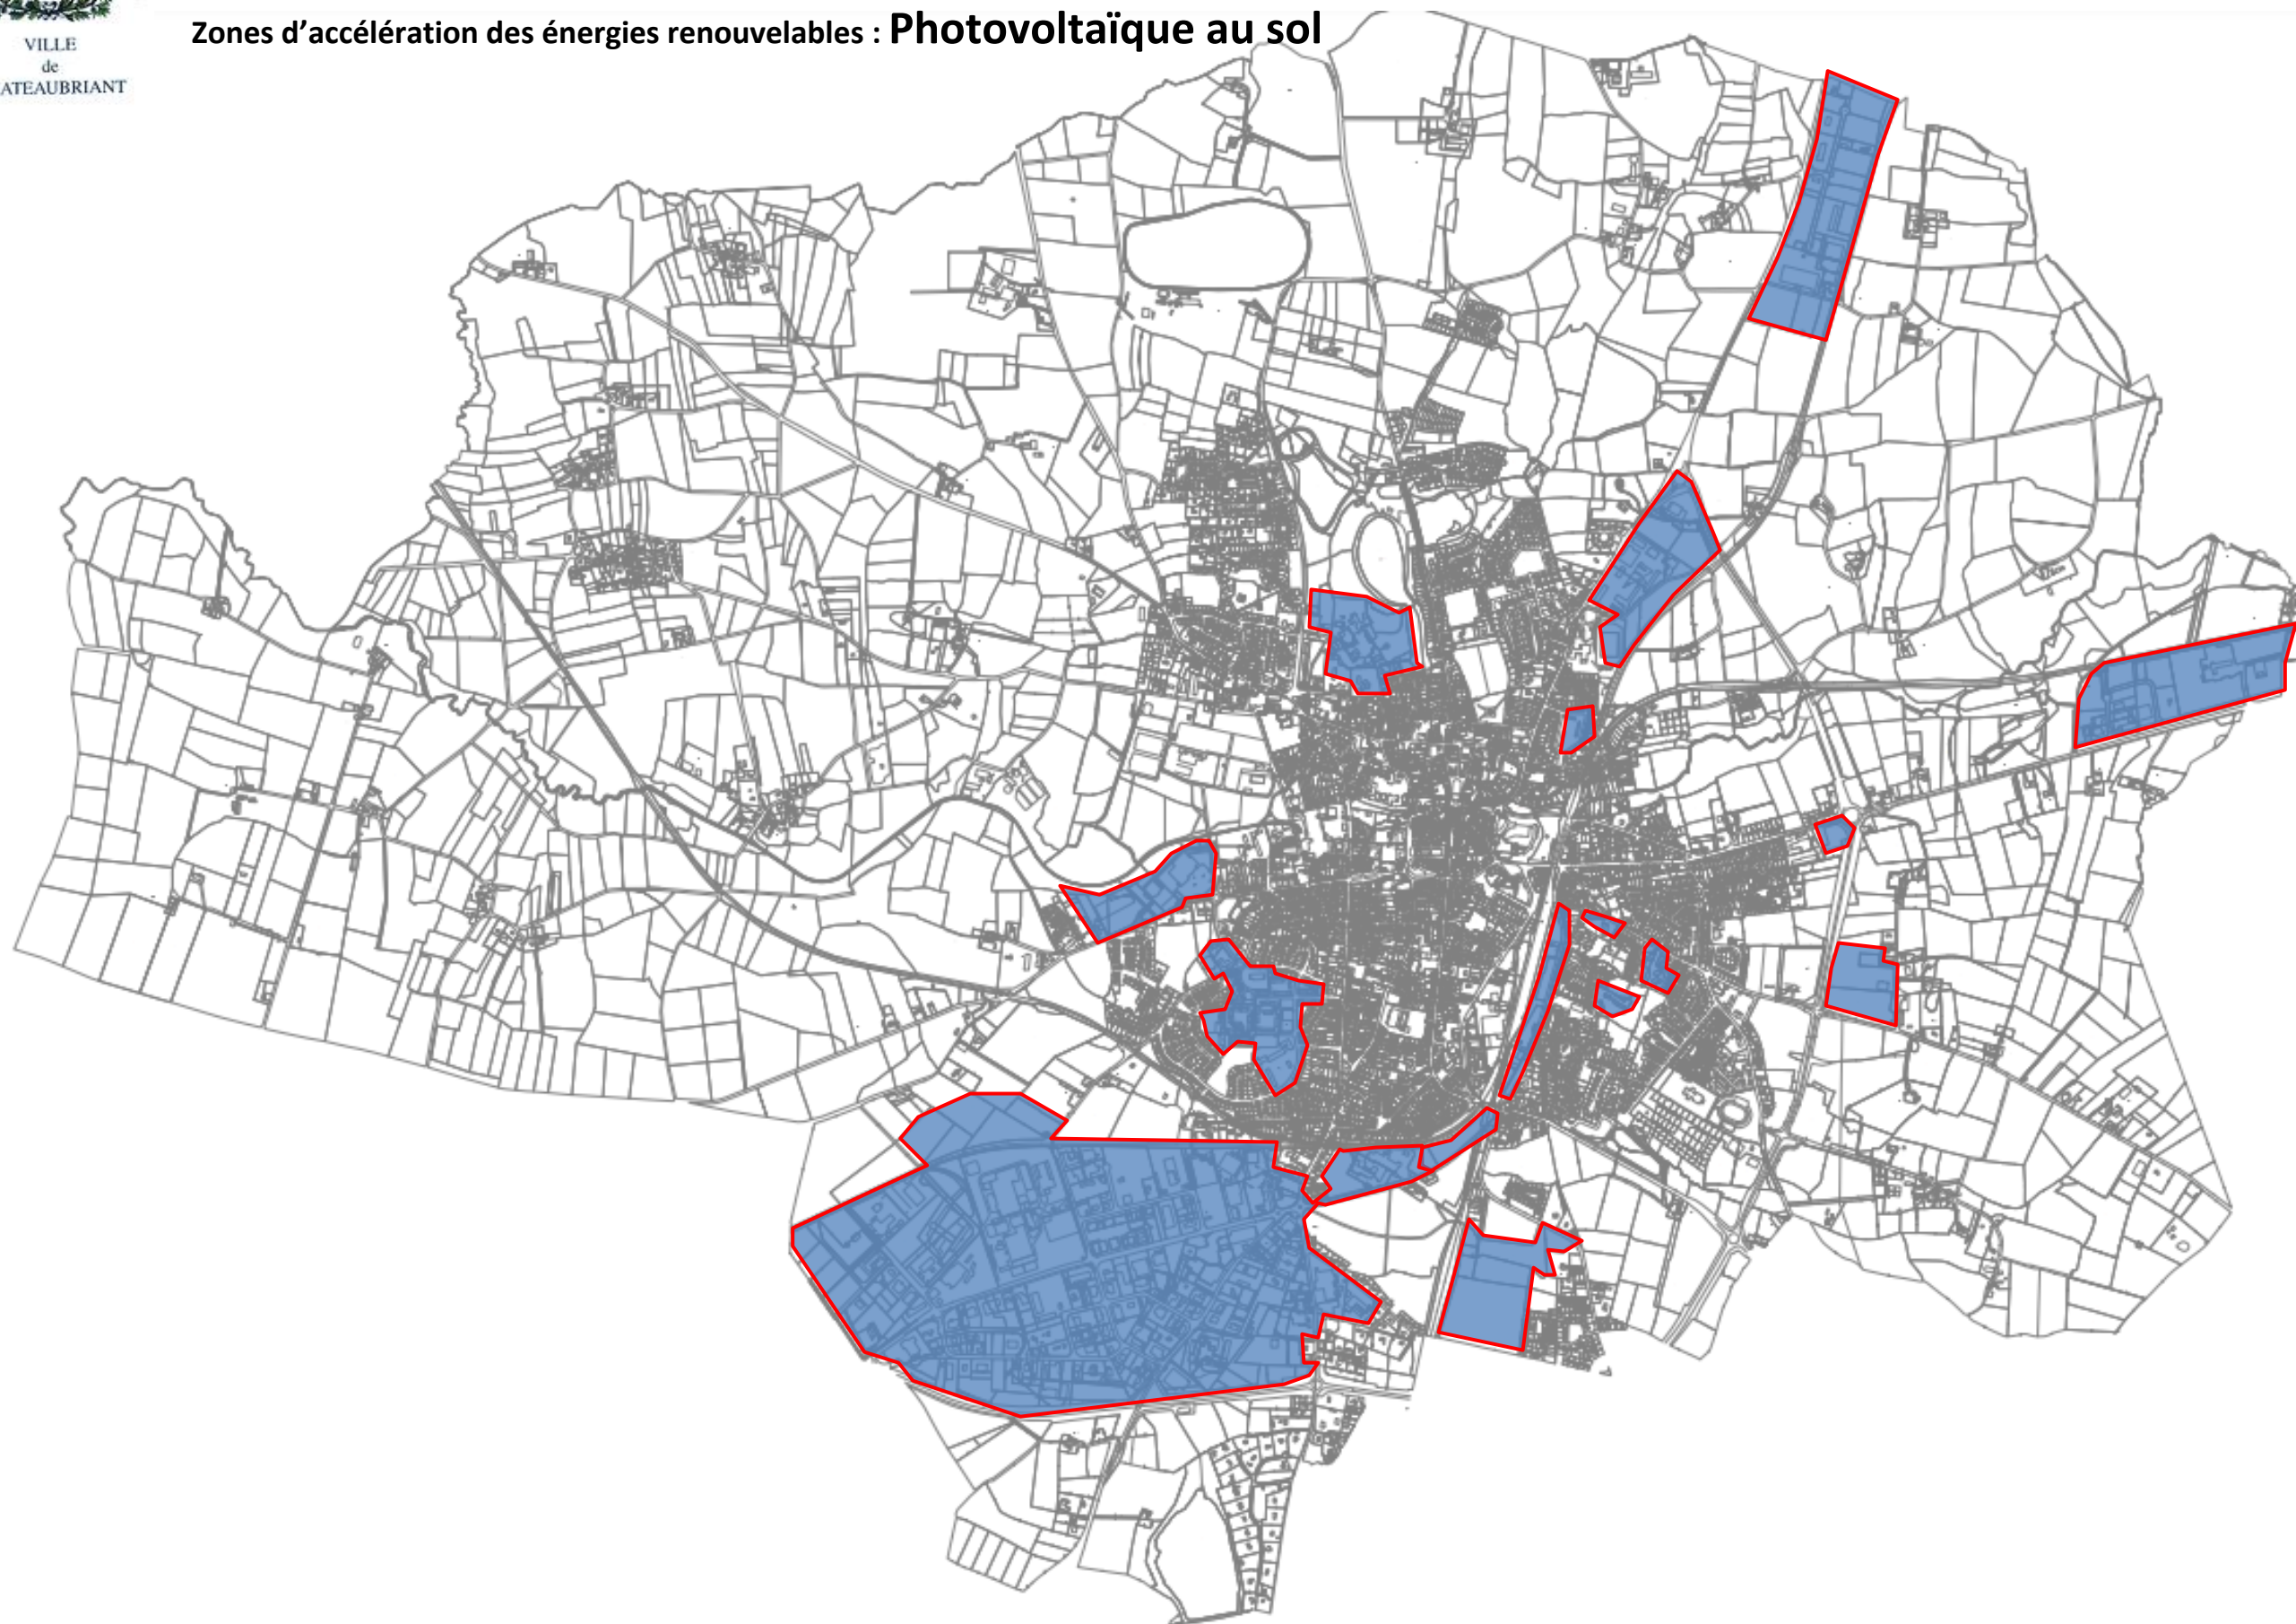 Zones d’accélération des énergies renouvelables : Photovoltaïque au sol
VILLE
de
ATEAUBRIANT